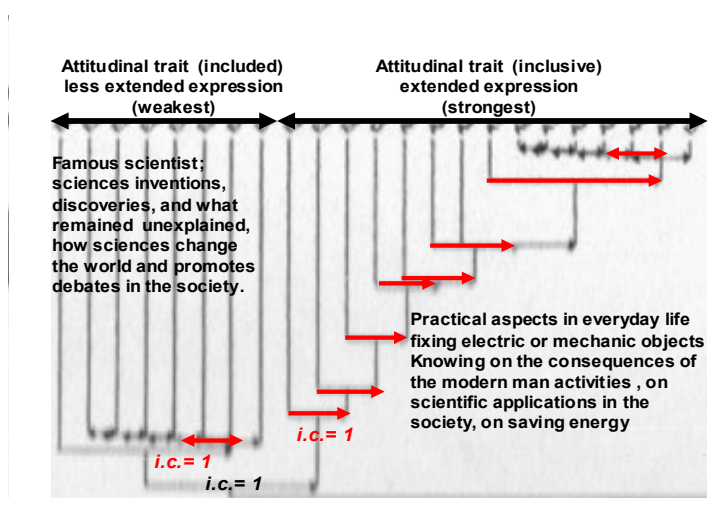 Attitudinal trait (included)
less extended expression
(weakest)
Attitudinal trait (inclusive)
extended expression
(strongest)
Famous scientist;
sciences inventions,
discoveries, and what
remained unexplained,
how sciences change
the world and promotes
debates in the society.
Practical aspects in everyday life
fixing electric or mechanic objects
Knowing on the consequences of
the modern man activities , on
scientific applications in the
society, on saving energy
i.c.= 1
i.c.= 1
i.c.= 1